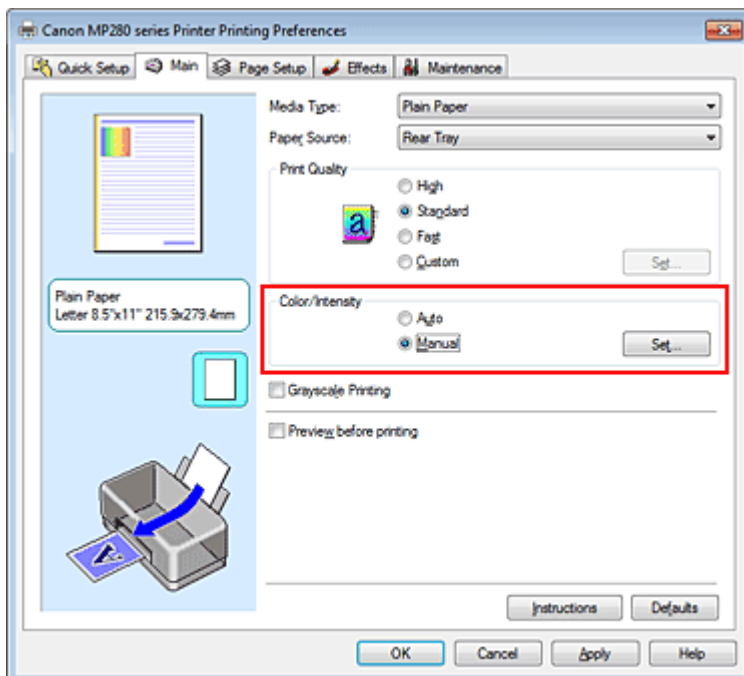 Canon MP280 series Printer Printing Preferences
Quick Setup Main Page Setup Effects Maintenance
Media Type: Plain Paper
Paper Source: Rear Tray
Print Quality
High
a Standard
Fast
Custom Set...
Plain Paper
Letter 8.5"x11" 215.9x279.4mm
Color/Intensity
Auto
Manual Set...
Grayscale Printing
Preview before printing
A
Instructions Defaults
OK Cancel Apply Help